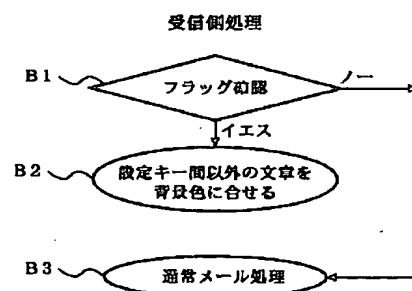 受信側処理
B1
フラッグ確認
ノー
イエス
B2
設定キー間以外の文章を
背景色に合せる
B3
通常メール処理